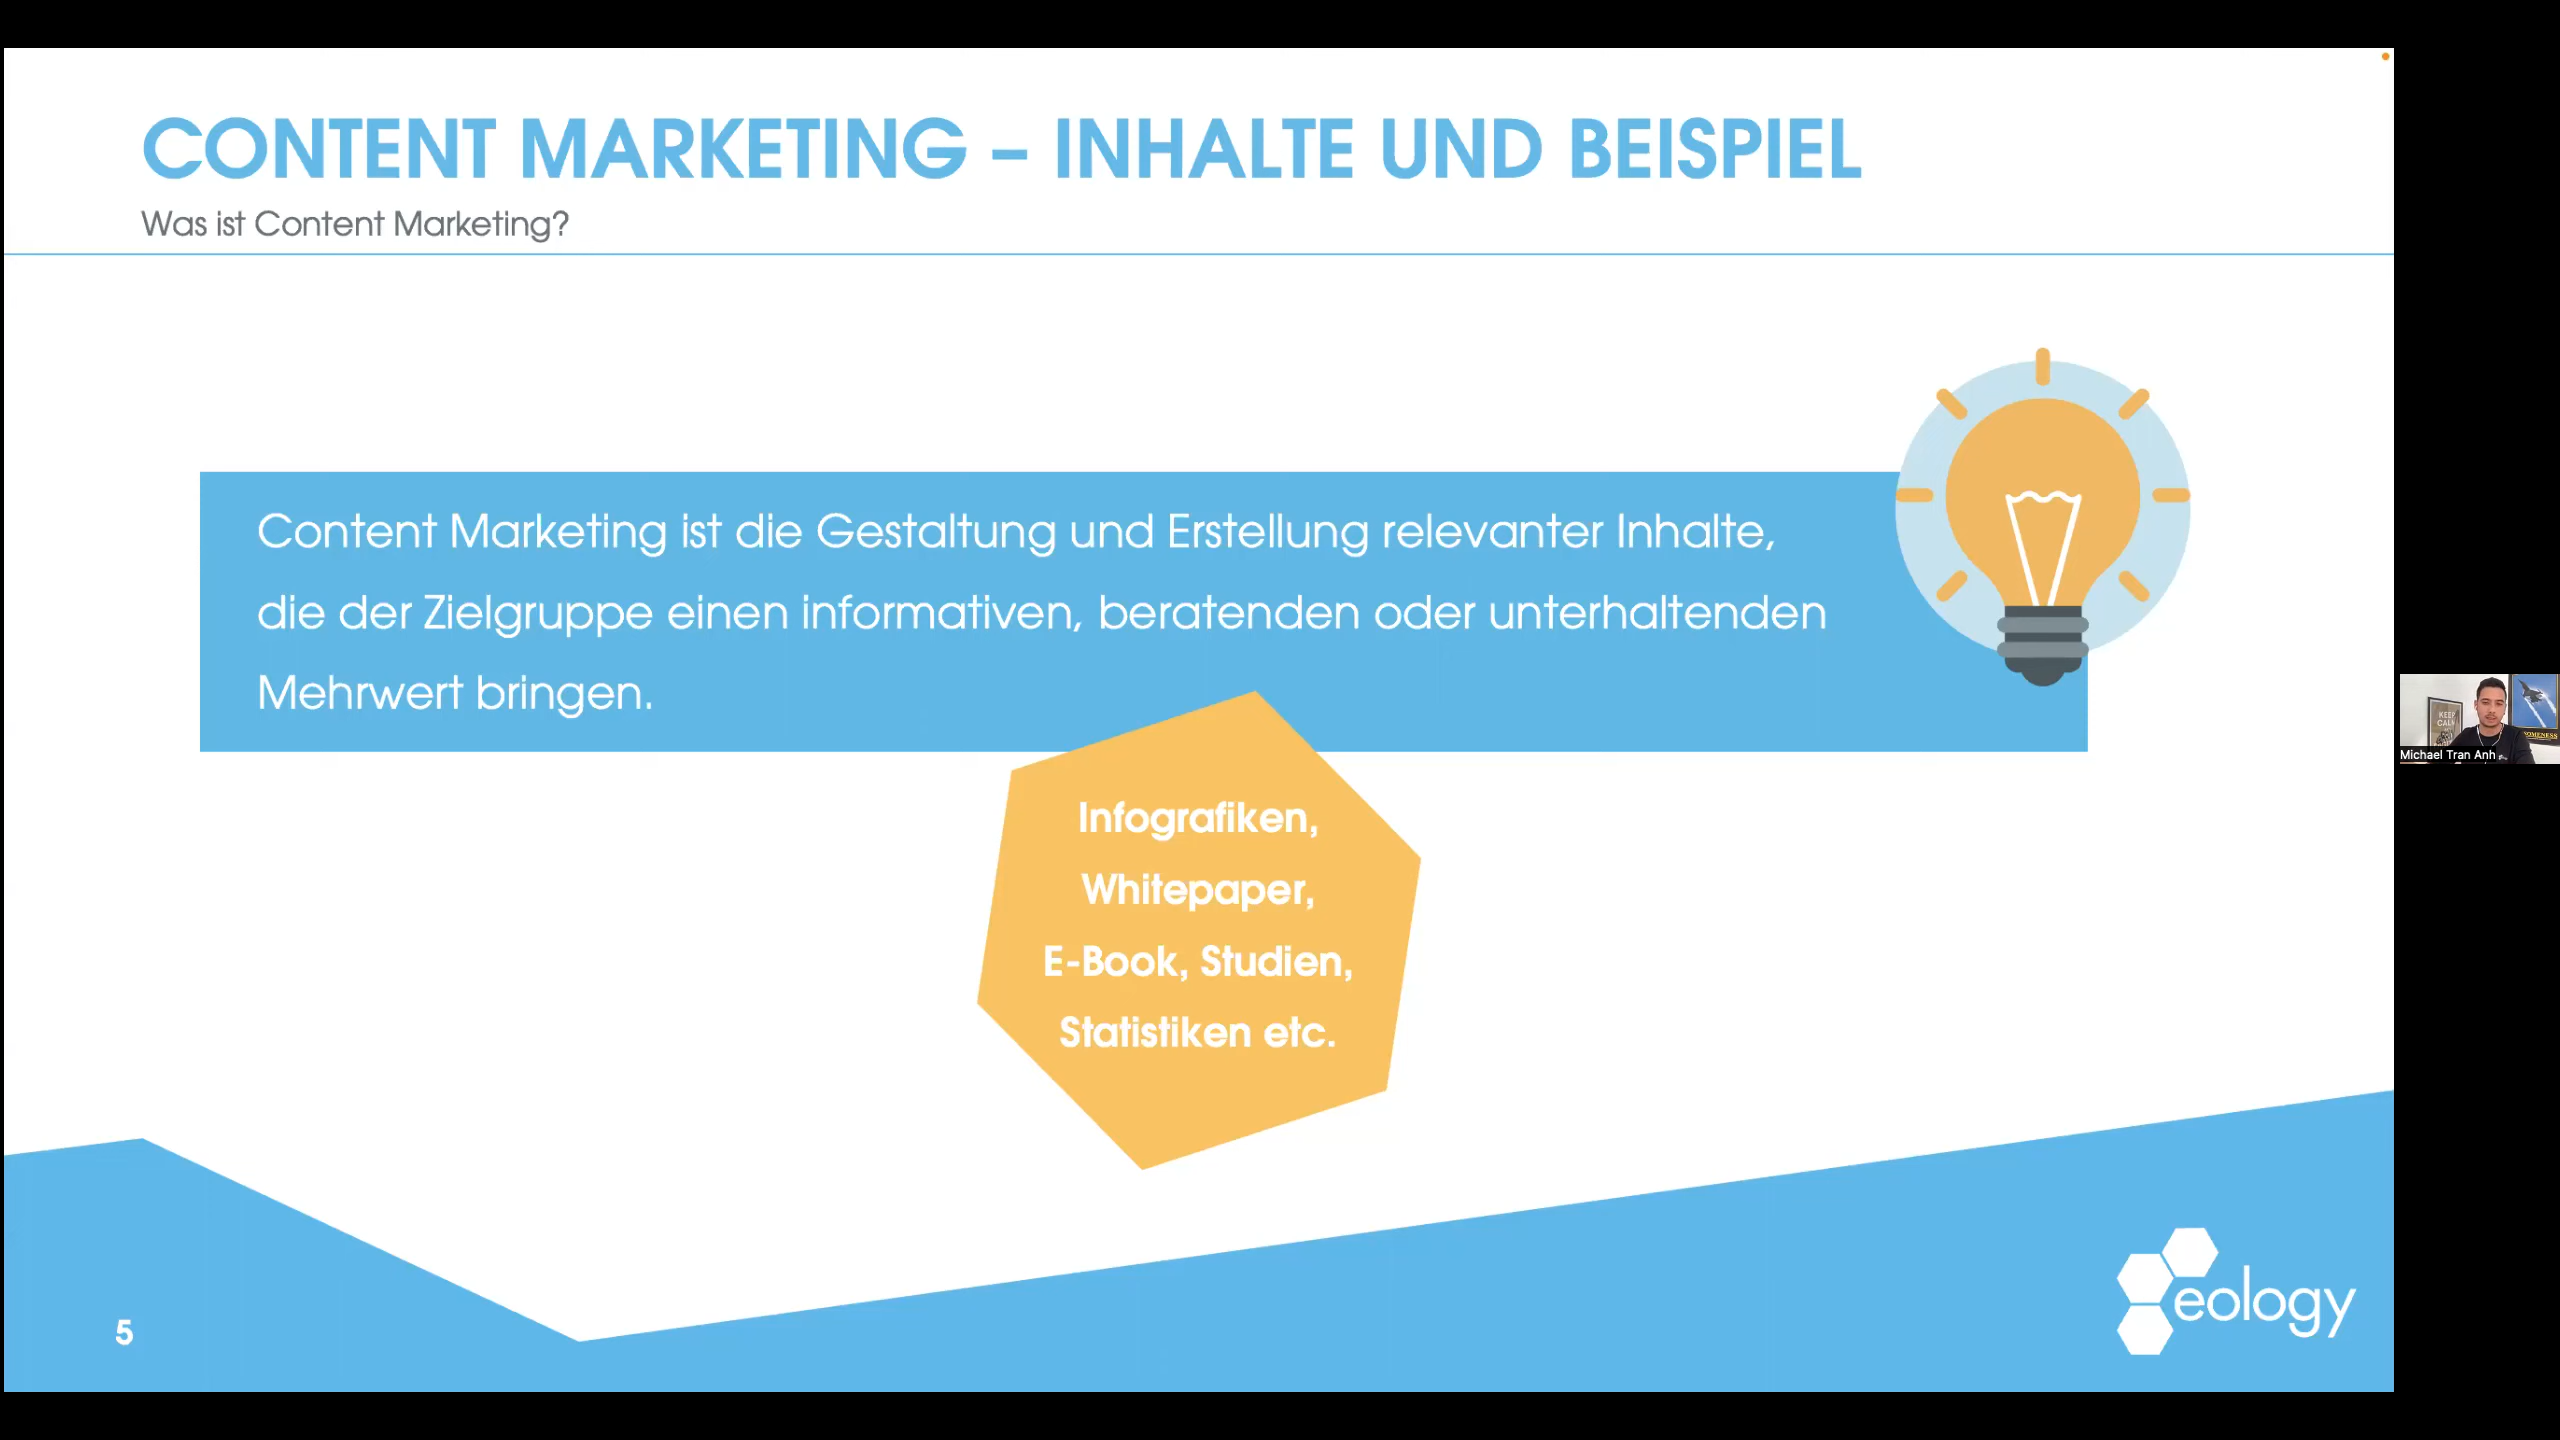 CONTENT MARKETING – INHALTE UND BEISPIEL
Was ist Content Marketing?
Content Marketing ist die Gestaltung und Erstellung relevanter Inhalte,
die der Zielgruppe einen informativen, beratenden oder unterhaltenden
Mehrwert bringen.
Infografiken,
Whitepaper,
E-Book, Studien,
Statistiken etc.
KEEP
CALM
Michael Tran Anh
5
eology